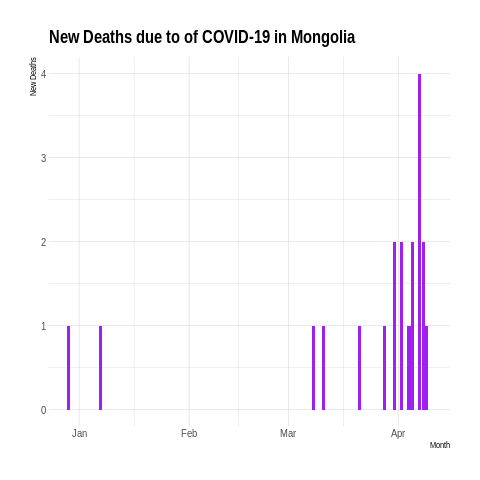 New Deaths due to of COVID-19 in Mongolia
New Deaths
4
3
2
1
0
Jan Feb Mar Apr
Month